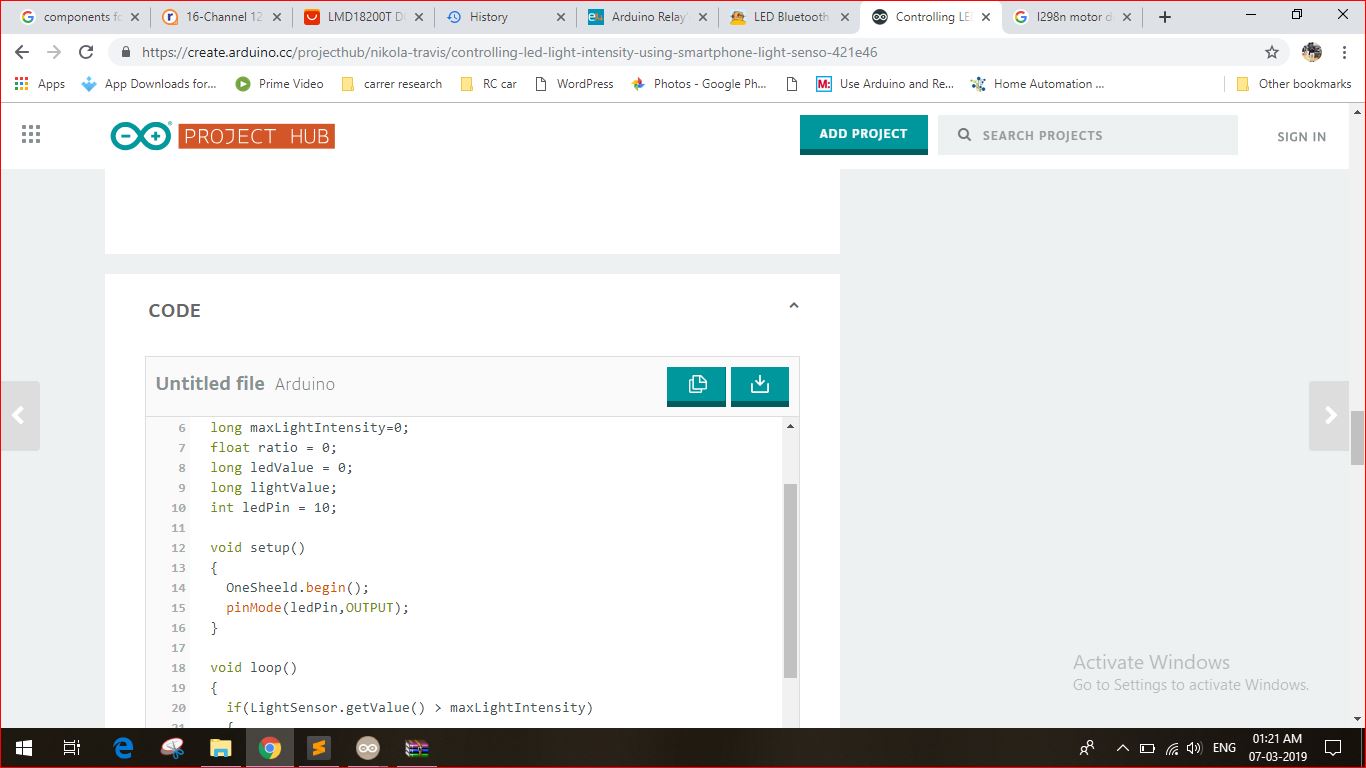 components fo
16-Channel 12
LMD18200T D
History
Arduino Relay
LED Bluetooth
Controlling LE
l298n motor d
https://create.arduino.cc/projecthub/nikola-travis/controlling-led-light-intensity-using-smartphone-light-senso-421e46
Apps
App Downloads for...
Prime Video
carrer research
RC car
WordPress
Photos - Google Ph...
M:
Use Arduino and Re...
Home Automation ...
Other bookmarks
PROJECT HUB
ADD PROJECT
SEARCH PROJECTS
SIGN IN
CODE
Untitled file Arduino
6 long maxLightIntensity=0;
7 float ratio = 0;
8 long ledValue = 0;
9 long lightValue;
10 int ledPin = 10;
11
12 void setup()
13 {
14 OneSheeld.begin();
15 pinMode(ledPin,OUTPUT);
16 }
17
18 void loop()
19 {
20 if(LightSensor.getValue() > maxLightIntensity)
21 {
Activate Windows
Go to Settings to activate Windows.
ENG
01:21 AM
07-03-2019